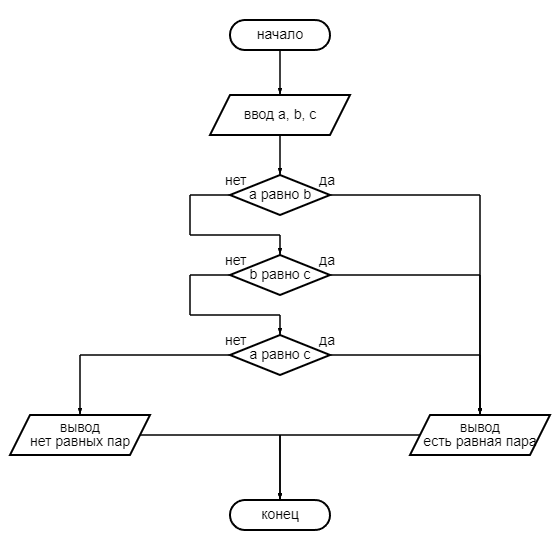 начало
ввод a, b, c
нет
да
a равно b
нет
да
b равно c
нет
да
a равно c
вывод
нет равных пар
вывод
есть равная пара
конец